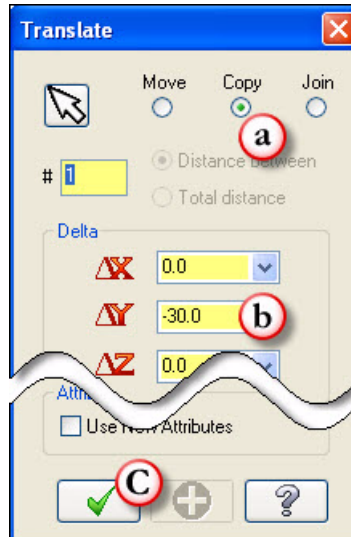 Translate
Move Copy Join
a
# 1
Distance between
Total distance
Delta
ΔX 0.0
ΔY -30.0 b
ΔZ 0.0
Use New Attributes
C
?